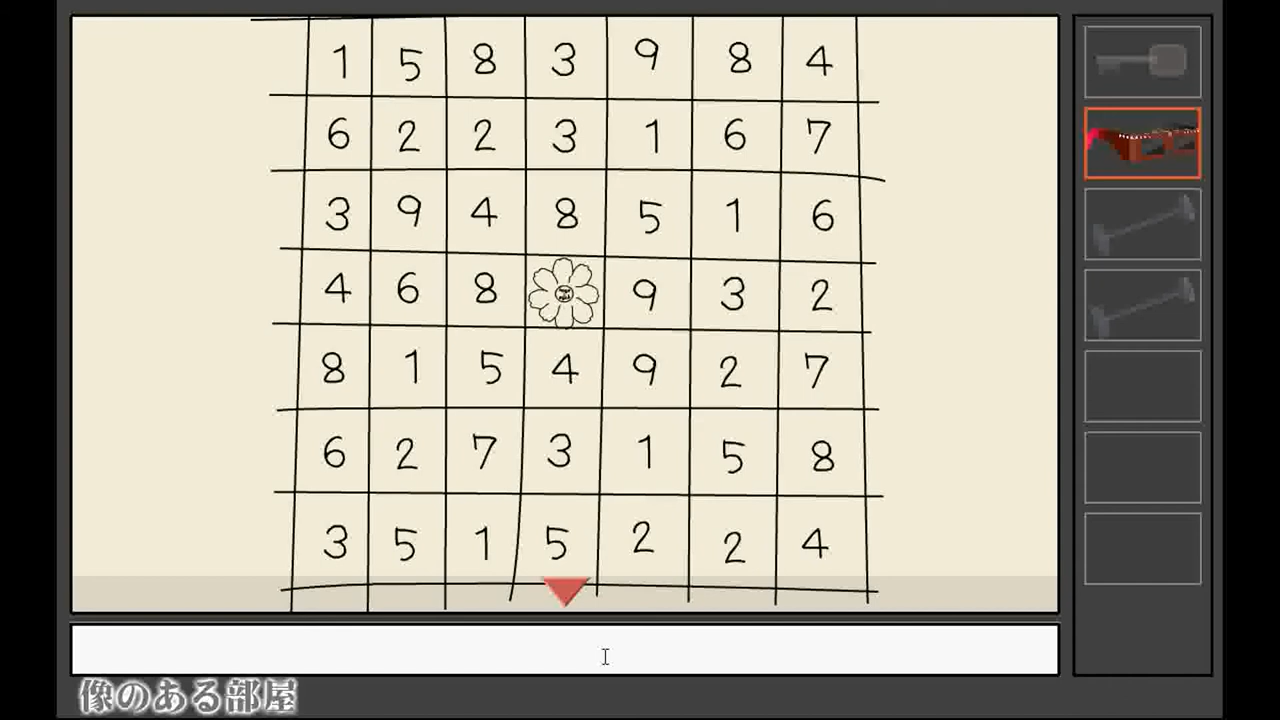 1 5 8 3 9 8 4
6 2 2 3 1 6 7
3 9 4 8 5 1 6
4 6 8 9 3 2
8 1 5 4 9 2 7
6 2 7 3 1 5 8
3 5 1 5 2 2 4
像のある部屋